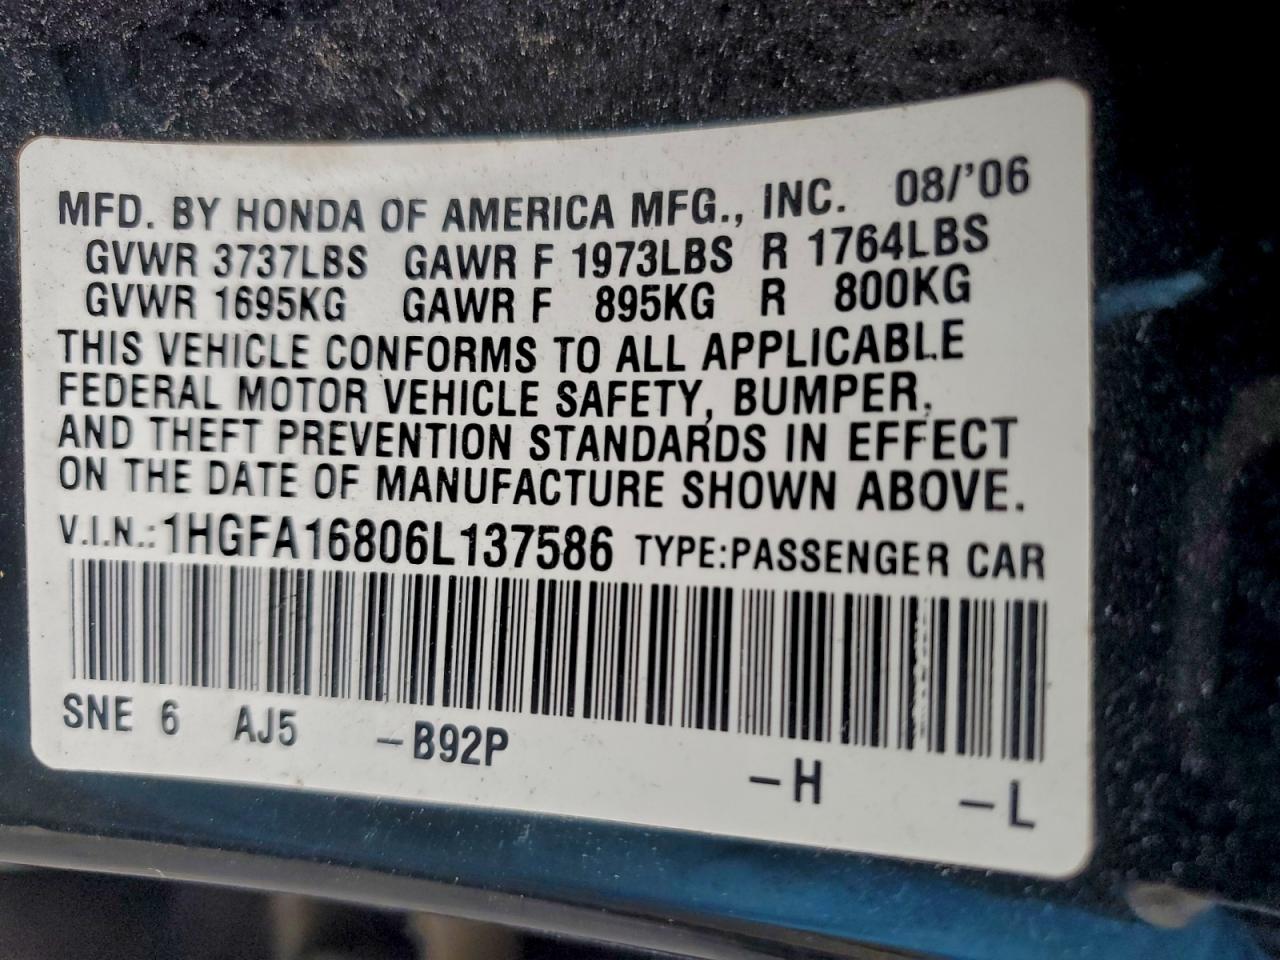 MFD. BY HONDA OF AMERICA MFG., INC. 08/'06
GVWR 3737LBS GAWR F 1973LBS R 1764LBS
GVWR 1695KG GAWR F 895KG R 800KG
THIS VEHICLE CONFORMS TO ALL APPLICABLE
FEDERAL MOTOR VEHICLE SAFETY, BUMPER,
AND THEFT PREVENTION STANDARDS IN EFFECT
ON THE DATE OF MANUFACTURE SHOWN ABOVE.
V.I.N.: 1HGFA16806L137586 TYPE:PASSENGER CAR
SNE 6 AJ5 -B92P -H -L